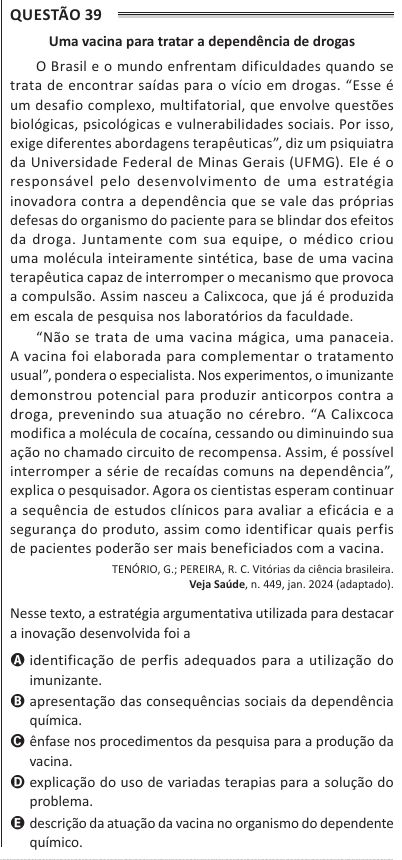 QUESTÃO 39
Uma vacina para tratar a dependência de drogas
O Brasil e o mundo enfrentam dificuldades quando se
trata de encontrar saídas para o vício em drogas. “Esse é
um desafio complexo, multifatorial, que envolve questões
biológicas, psicológicas e vulnerabilidades sociais. Por isso,
exige diferentes abordagens terapêuticas”, diz um psiquiatra
da Universidade Federal de Minas Gerais (UFMG). Ele é o
responsável pelo desenvolvimento de uma estratégia
inovadora contra a dependência que se vale das próprias
defesas do organismo do paciente para se blindar dos efeitos
da droga. Juntamente com sua equipe, o médico criou
uma molécula inteiramente sintética, base de uma vacina
terapêutica capaz de interromper o mecanismo que provoca
a compulsão. Assim nasceu a Calixcoca, que já é produzida
em escala de pesquisa nos laboratórios da faculdade.
“Não se trata de uma vacina mágica, uma panaceia.
A vacina foi elaborada para complementar o tratamento
usual”, pondera o especialista. Nos experimentos, o imunizante
demonstrou potencial para produzir anticorpos contra a
droga, prevenindo sua atuação no cérebro. “A Calixcoca
modifica a molécula de cocaína, cessando ou diminuindo sua
ação no chamado circuito de recompensa. Assim, é possível
interromper a série de recaídas comuns na dependência”,
explica o pesquisador. Agora os cientistas esperam continuar
a sequência de estudos clínicos para avaliar a eficácia e a
segurança do produto, assim como identificar quais perfis
de pacientes poderão ser mais beneficiados com a vacina.
TENÓRIO, G.; PEREIRA, R. C. Vitórias da ciência brasileira.
Veja Saúde, n. 449, jan. 2024 (adaptado).
Nesse texto, a estratégia argumentativa utilizada para destacar
a inovação desenvolvida foi a
A identificação de perfis adequados para a utilização do
imunizante.
B apresentação das consequências sociais da dependência
química.
C ênfase nos procedimentos da pesquisa para a produção da
vacina.
D explicação do uso de variadas terapias para a solução do
problema.
E descrição da atuação da vacina no organismo do dependente
químico.